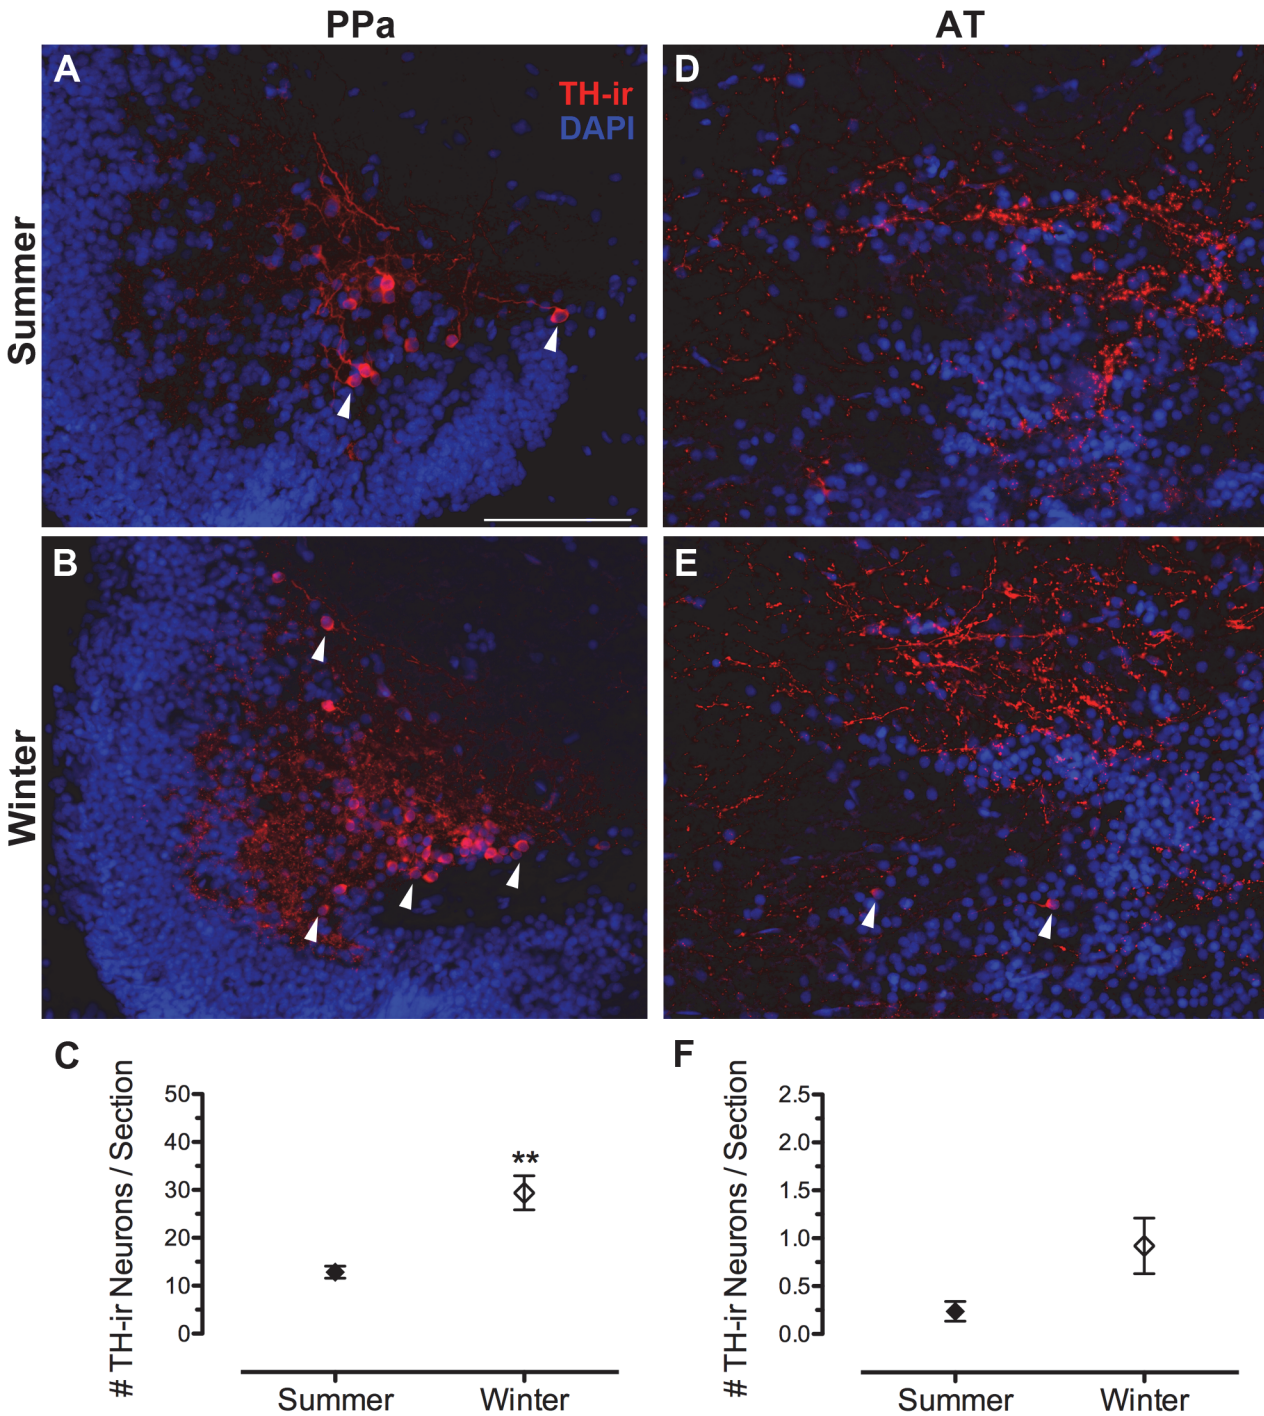 PPa
AT
Summer
A
TH-ir
DAPI
D
Winter
B
E
C
# TH-ir Neurons / Section
50
40
30
20
10
0
**
Summer
Winter
F
# TH-ir Neurons / Section
2.5
2.0
1.5
1.0
0.5
0.0
Summer
Winter